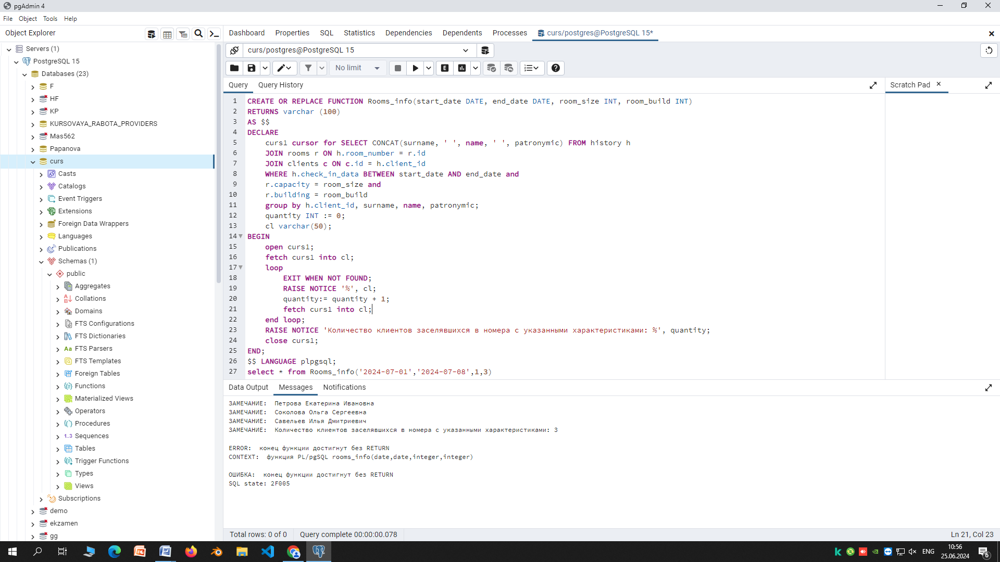 pgAdmin 4
File Object Tools Help
Object Explorer
Dashboard Properties SQL Statistics Dependencies Dependents Processes curs/postgres@PostgreSQL 15*
Servers (1)
PostgreSQL 15
Databases (23)
F
HF
KP
KURSOVAYA_RABOTA_PROVIDERS
Mas562
Papanova
curs
Casts
Catalogs
Event Triggers
Extensions
Foreign Data Wrappers
Languages
Publications
Schemas (1)
public
Aggregates
Collations
Domains
FTS Configurations
FTS Dictionaries
Aa FTS Parsers
FTS Templates
Foreign Tables
Functions
Materialized Views
Operators
Procedures
1..3 Sequences
Tables
Trigger Functions
Types
Views
Subscriptions
demo
ekzamen
gg
curs/postgres@PostgreSQL 15
No limit
E
Query Query History
Scratch Pad
1 CREATE OR REPLACE FUNCTION Rooms_info(start_date DATE, end_date DATE, room_size INT, room_build INT)
2 RETURNS varchar (100)
3 AS $$
4 DECLARE
5 curs1 cursor for SELECT CONCAT(surname, ' ', name, ' ', patronymic) FROM history h
6 JOIN rooms r ON h.room_number = r.id
7 JOIN clients c ON c.id = h.client_id
8 WHERE h.check_in_data BETWEEN start_date AND end_date and
9 r.capacity = room_size and
10 r.building = room_build
11 group by h.client_id, surname, name, patronymic;
12 quantity INT := 0;
13 cl varchar(50);
14 BEGIN
15 open curs1;
16 fetch curs1 into cl;
17 loop
18 EXIT WHEN NOT FOUND;
19 RAISE NOTICE '%', cl;
20 quantity:= quantity + 1;
21 fetch curs1 into cl;
22 end loop;
23 RAISE NOTICE 'Количество клиентов заселявшихся в номера с указанными характеристиками: %', quantity;
24 close curs1;
25 END;
26 $$ LANGUAGE plpgsql;
27 select * from Rooms_info('2024-07-01','2024-07-08',1,3)
Data Output Messages Notifications
ЗАМЕЧАНИЕ: Петрова Екатерина Ивановна
ЗАМЕЧАНИЕ: Соколова Ольга Сергеевна
ЗАМЕЧАНИЕ: Савельев Илья Дмитриевич
ЗАМЕЧАНИЕ: Количество клиентов заселявшихся в номера с указанными характеристиками: 3
ERROR: конец функции достигнут без RETURN
CONTEXT: функция PL/pgSQL rooms_info(date,date,integer,integer)
ОШИБКА: конец функции достигнут без RETURN
SQL state: 2F005
Total rows: 0 of 0 Query complete 00:00:00.078
Ln 21, Col 23
ENG
10:56
25.06.2024
6